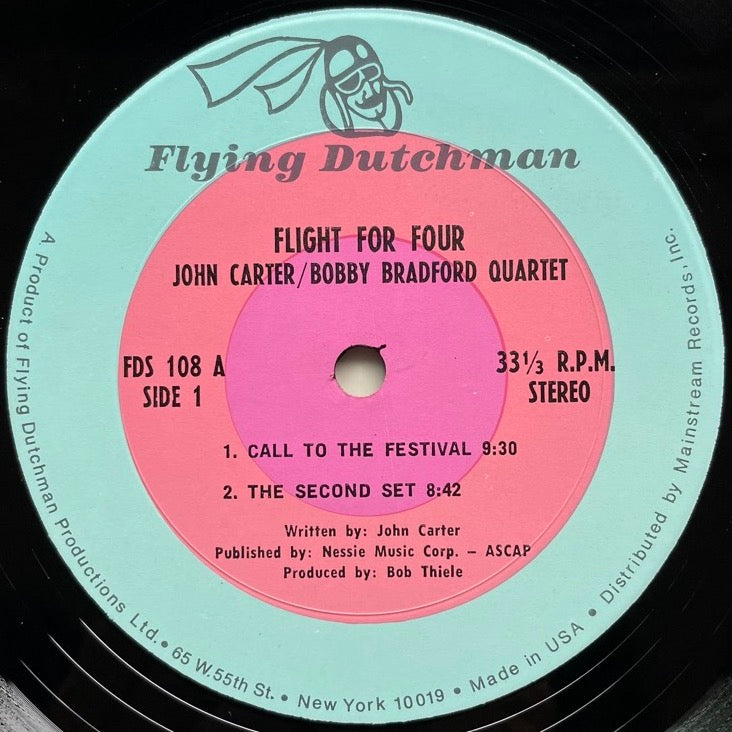 Flying Dutchman
FLIGHT FOR FOUR
JOHN CARTER/BOBBY BRADFORD QUARTET
FDS 108 A
SIDE 1
33⅓ R.P.M.
STEREO
1. CALL TO THE FESTIVAL 9:30
2. THE SECOND SET 8:42
Written by: John Carter
Published by: Nessie Music Corp. – ASCAP
Produced by: Bob Thiele
A Product of Flying Dutchman Productions Ltd. • 65 W. 55th St. • New York 10019 • Made in USA • Distributed by Mainstream Records, Inc.